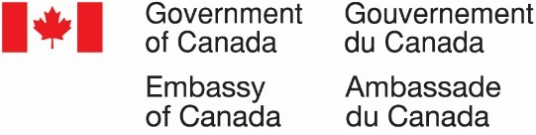 Government
of Canada
Gouvernement
du Canada
Embassy
of Canada
Ambassade
du Canada